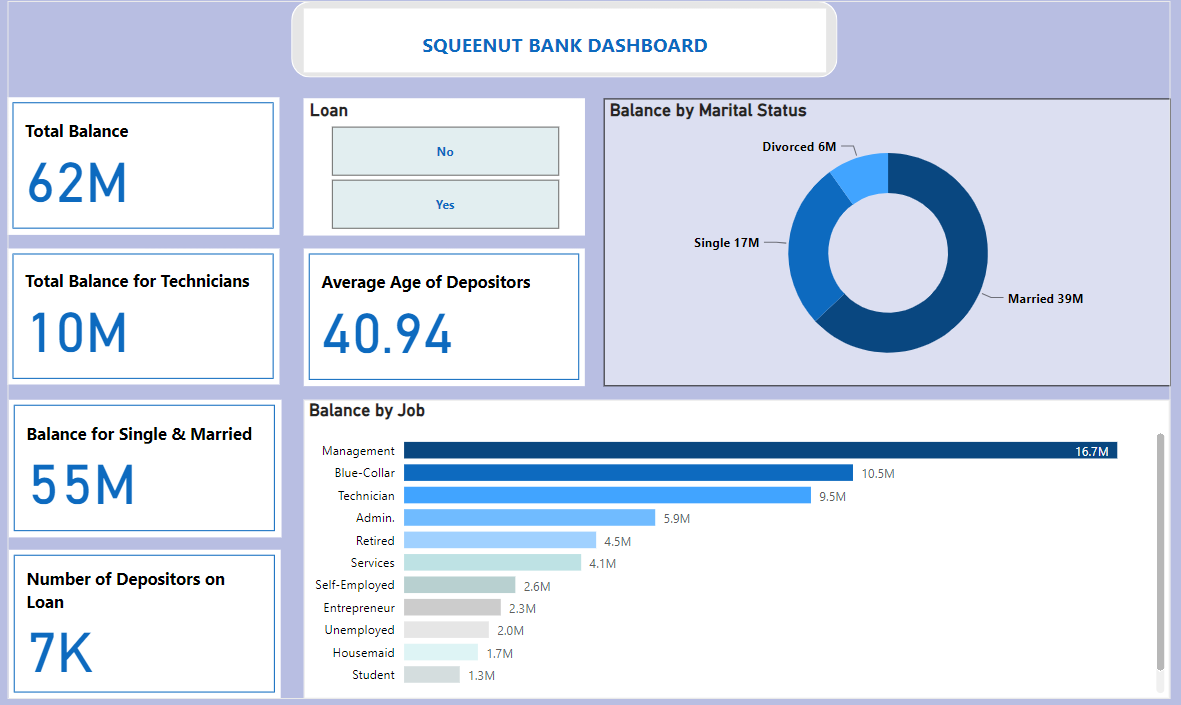 SQUEENUT BANK DASHBOARD
Total Balance
62M
Loan
No
Yes
Balance by Marital Status
Divorced 6M
Single 17M
Married 39M
Total Balance for Technicians
10M
Average Age of Depositors
40.94
Balance for Single & Married
55M
Number of Depositors on
Loan
7K
Balance by Job
Management 16.7M
Blue-Collar 10.5M
Technician 9.5M
Admin. 5.9M
Retired 4.5M
Services 4.1M
Self-Employed 2.6M
Entrepreneur 2.3M
Unemployed 2.0M
Housemaid 1.7M
Student 1.3M